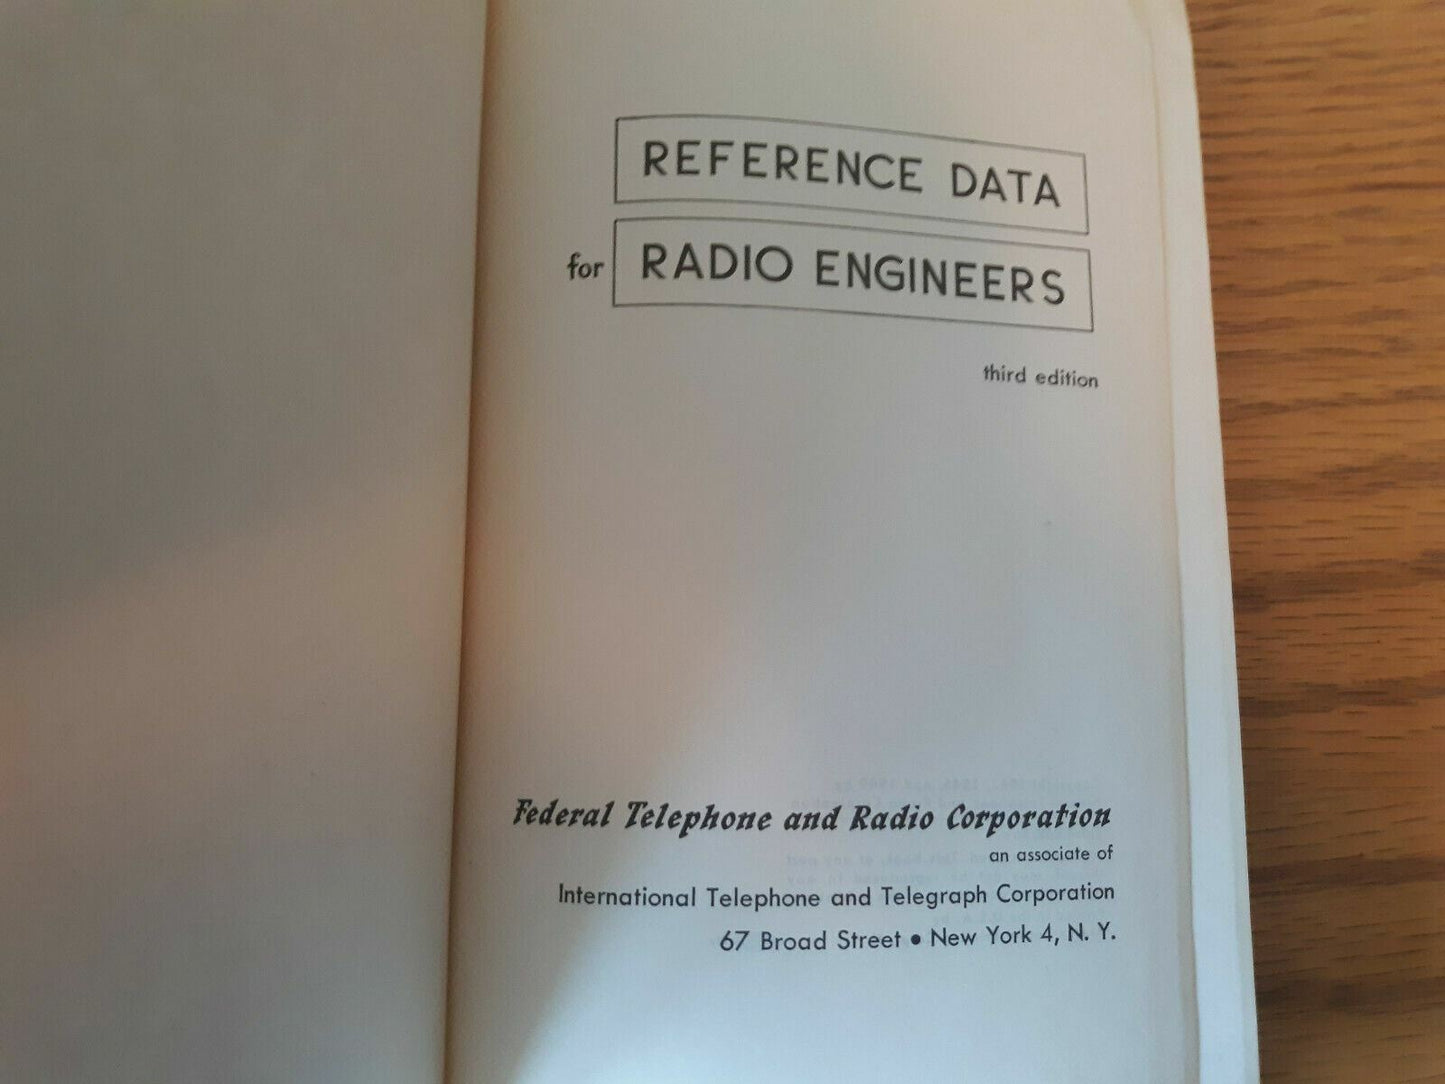 REFERENCE DATA
for RADIO ENGINEERS
third edition
Federal Telephone and Radio Corporation
an associate of
International Telephone and Telegraph Corporation
67 Broad Street • New York 4, N. Y.